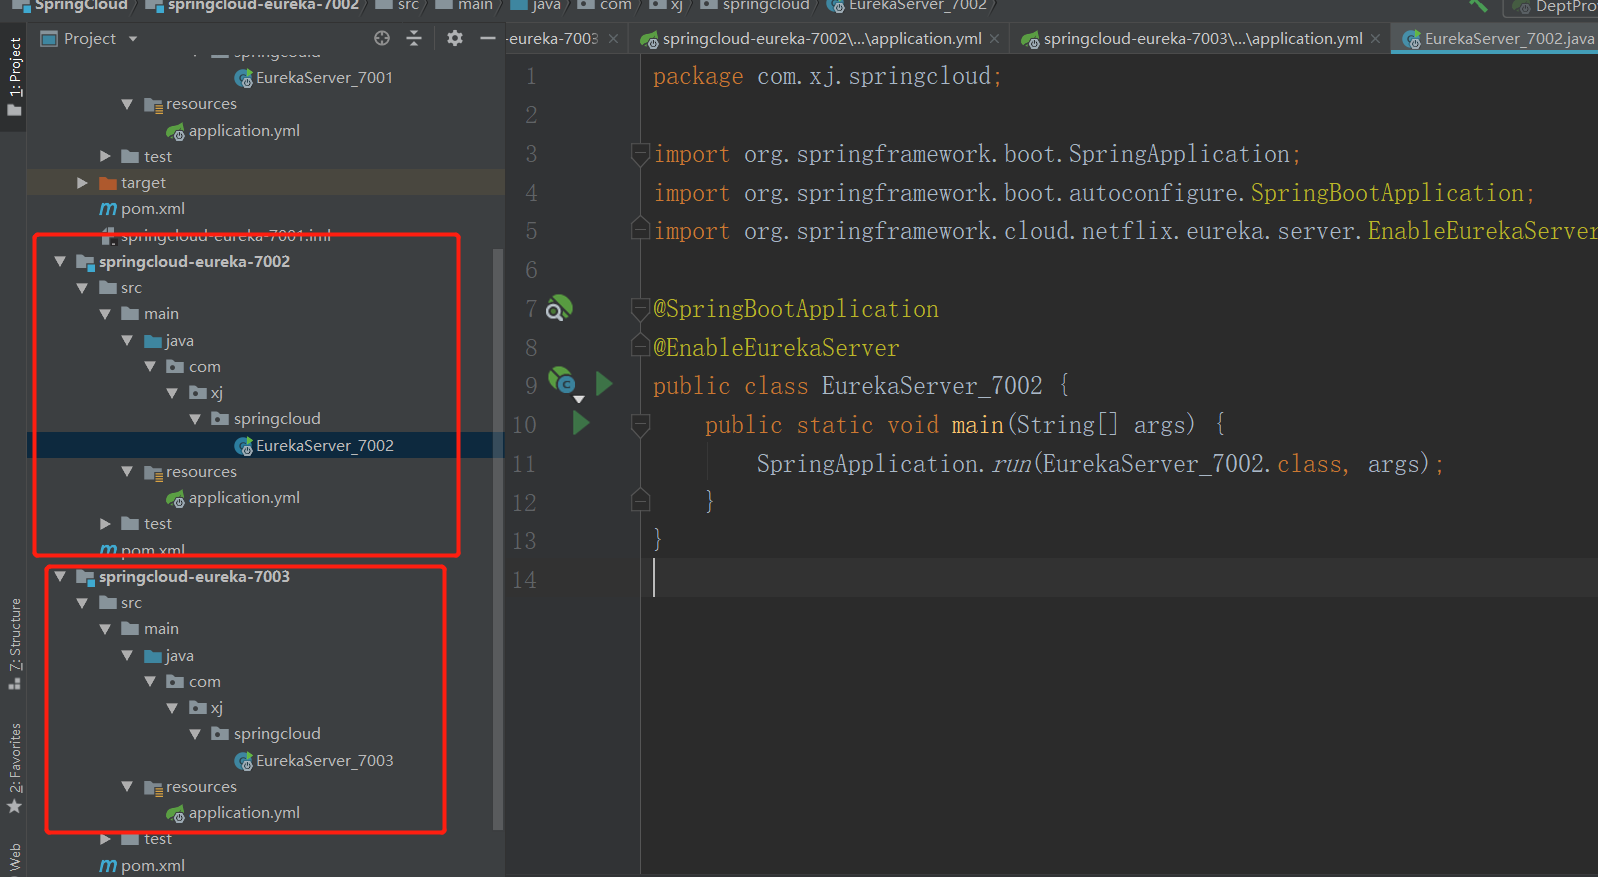 SpringCloud springcloud-eureka-7002 src main java com xj springcloud EurekaServer_7002 DeptPro
Project
-eureka-7003 springcloud-eureka-7002\...\application.yml springcloud-eureka-7003\...\application.yml EurekaServer_7002.java
1: Project
7: Structure
2: Favorites
Web
springcloud
EurekaServer_7001
resources
application.yml
test
target
pom.xml
springcloud-eureka-7001.iml
springcloud-eureka-7002
src
main
java
com
xj
springcloud
EurekaServer_7002
resources
application.yml
test
pom.xml
springcloud-eureka-7003
src
main
java
com
xj
springcloud
EurekaServer_7003
resources
application.yml
test
pom.xml
1 package com.xj.springcloud;
2
3 import org.springframework.boot.SpringApplication;
4 import org.springframework.boot.autoconfigure.SpringBootApplication;
5 import org.springframework.cloud.netflix.eureka.server.EnableEurekaServer
6
7 @SpringBootApplication
8 @EnableEurekaServer
9 public class EurekaServer_7002 {
10 public static void main(String[] args) {
11 SpringApplication.run(EurekaServer_7002.class, args);
12 }
13 }
14